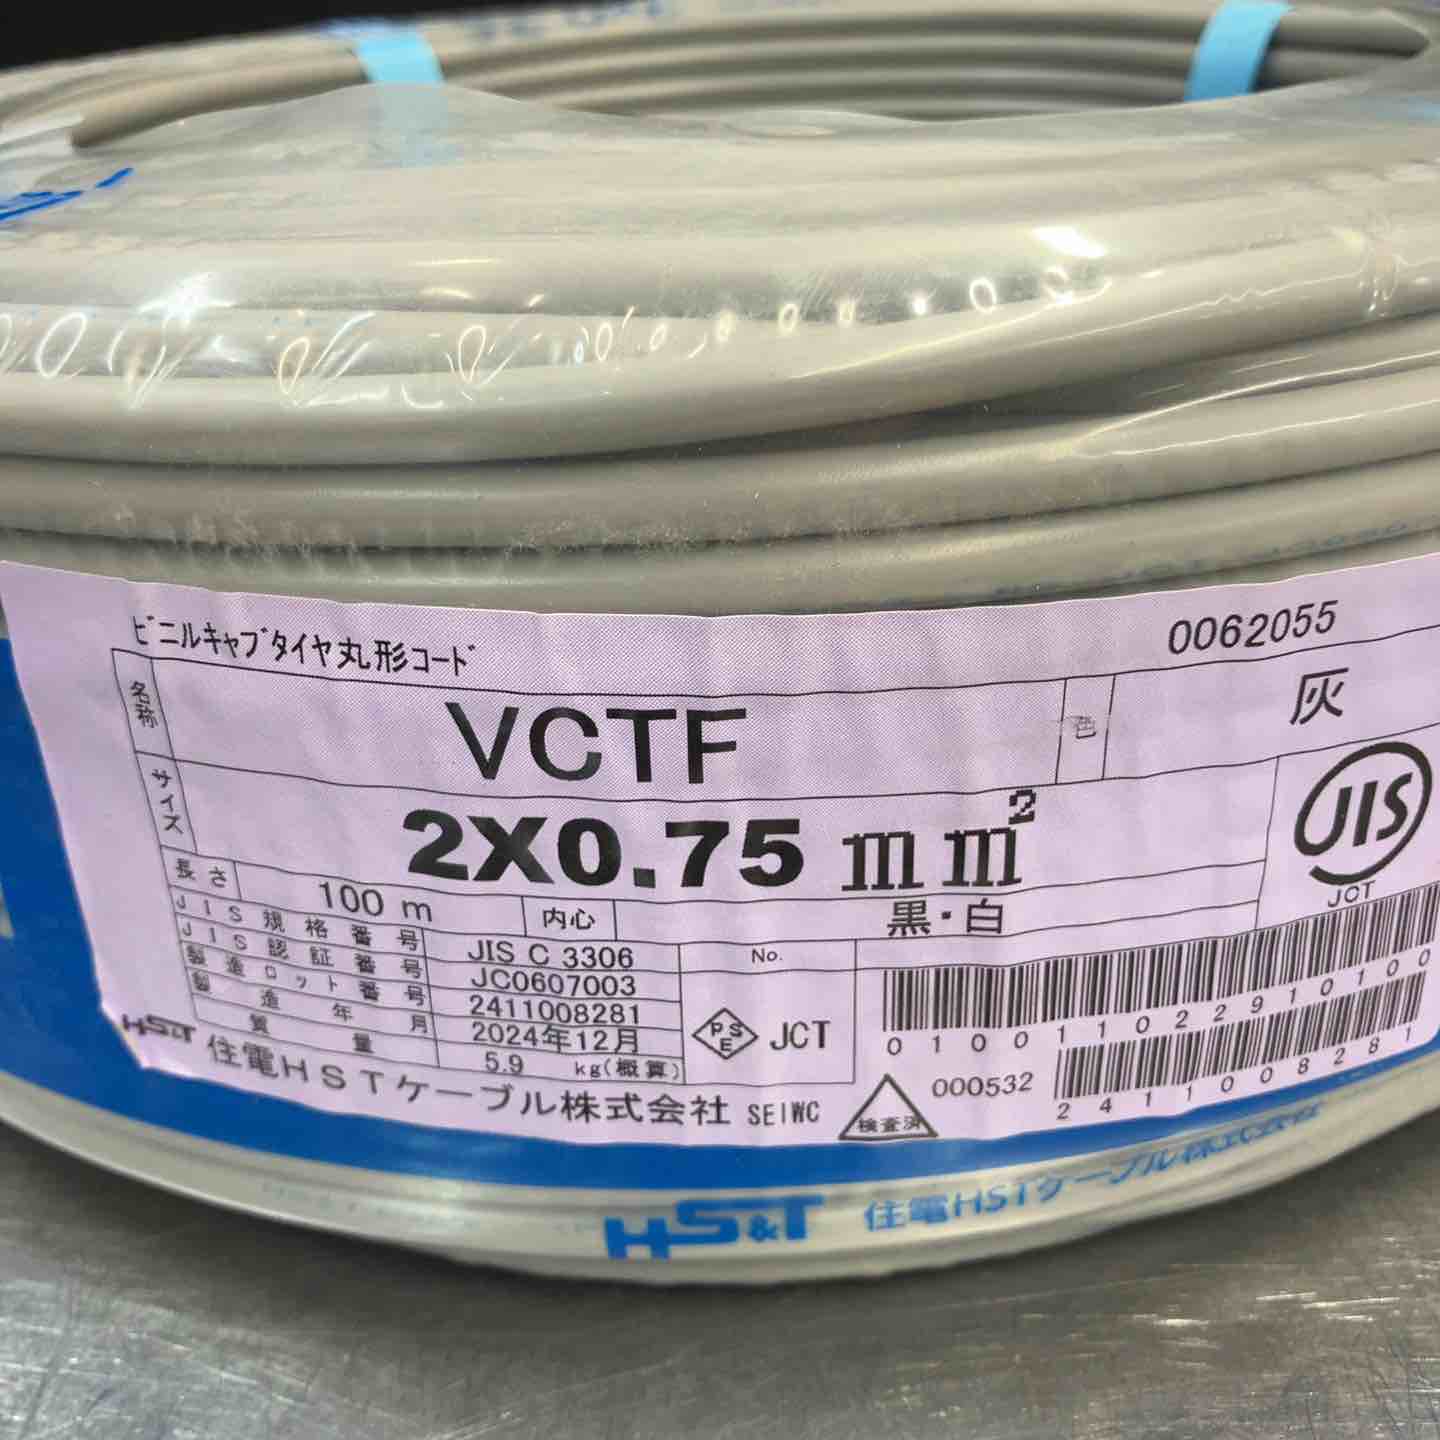 ビニルキャブタイヤ丸形コード
0062055
名称 VCTF 色 灰
サイズ 2X0.75mm²
JIS
JCT
長さ 100 m 内心 黒・白
JIS規格番号 JIS C 3306 No.
JIS認証番号 JC0607003
製造ロット番号 2411008281
製造年月 2024年12月
質量 5.9 kg(概算)
PSE JCT
010011022910100
000532
2411008281
HS&T 住電HSTケーブル株式会社 SEIWC
検査済
HS&T 住電HSTケーブル株式会社